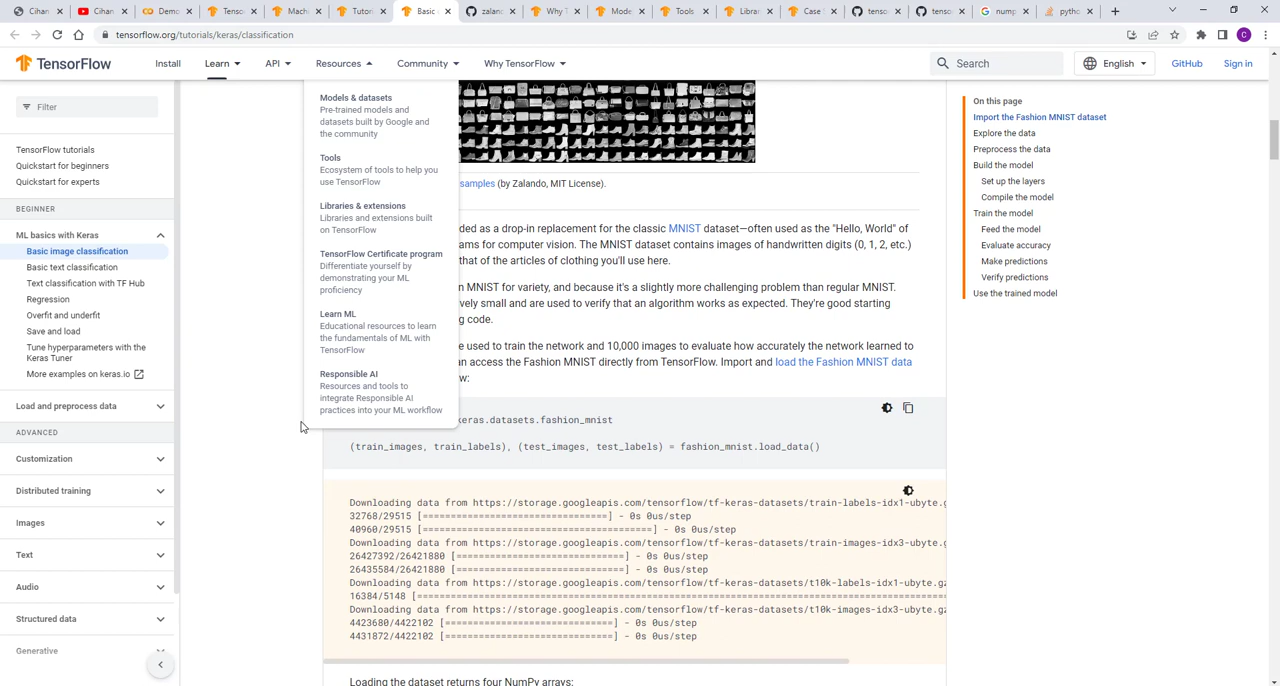 Cihan
Cihan
Demo
Tenso
Machi
Tutori
Basic
zaland
Why T
Mode
Tools
Libra
Case S
tenso
tenso
nump
pytho
tensorflow.org/tutorials/keras/classification
C
TensorFlow
Install
Learn
API
Resources
Community
Why TensorFlow
Search
English
GitHub
Sign in
Filter
TensorFlow tutorials
Quickstart for beginners
Quickstart for experts
BEGINNER
ML basics with Keras
Basic image classification
Basic text classification
Text classification with TF Hub
Regression
Overfit and underfit
Save and load
Tune hyperparameters with the
Keras Tuner
More examples on keras.io
Load and preprocess data
ADVANCED
Customization
Distributed training
Images
Text
Audio
Structured data
Generative
Models & datasets
Pre-trained models and
datasets built by Google and
the community
Tools
Ecosystem of tools to help you
use TensorFlow
Libraries & extensions
Libraries and extensions built
on TensorFlow
TensorFlow Certificate program
Differentiate yourself by
demonstrating your ML
proficiency
Learn ML
Educational resources to learn
the fundamentals of ML with
TensorFlow
Responsible AI
Resources and tools to
integrate Responsible AI
practices into your ML workflow
samples (by Zalando, MIT License).
ded as a drop-in replacement for the classic MNIST dataset—often used as the "Hello, World" of
ams for computer vision. The MNIST dataset contains images of handwritten digits (0, 1, 2, etc.)
that of the articles of clothing you'll use here.
n MNIST for variety, and because it's a slightly more challenging problem than regular MNIST.
vely small and are used to verify that an algorithm works as expected. They're good starting
g code.
e used to train the network and 10,000 images to evaluate how accurately the network learned to
an access the Fashion MNIST directly from TensorFlow. Import and load the Fashion MNIST data
w:
keras.datasets.fashion_mnist
(train_images, train_labels), (test_images, test_labels) = fashion_mnist.load_data()
Downloading data from https://storage.googleapis.com/tensorflow/tf-keras-datasets/train-labels-idx1-ubyte.g
32768/29515 [=================================] - 0s 0us/step
40960/29515 [=========================================] - 0s 0us/step
Downloading data from https://storage.googleapis.com/tensorflow/tf-keras-datasets/train-images-idx3-ubyte.g
26427392/26421880 [==============================] - 0s 0us/step
26435584/26421880 [==============================] - 0s 0us/step
Downloading data from https://storage.googleapis.com/tensorflow/tf-keras-datasets/t10k-labels-idx1-ubyte.gz
16384/5148 [===============================================================================================
Downloading data from https://storage.googleapis.com/tensorflow/tf-keras-datasets/t10k-images-idx3-ubyte.gz
4423680/4422102 [==============================] - 0s 0us/step
4431872/4422102 [==============================] - 0s 0us/step
Loading the dataset returns four NumPy arrays:
On this page
Import the Fashion MNIST dataset
Explore the data
Preprocess the data
Build the model
Set up the layers
Compile the model
Train the model
Feed the model
Evaluate accuracy
Make predictions
Verify predictions
Use the trained model